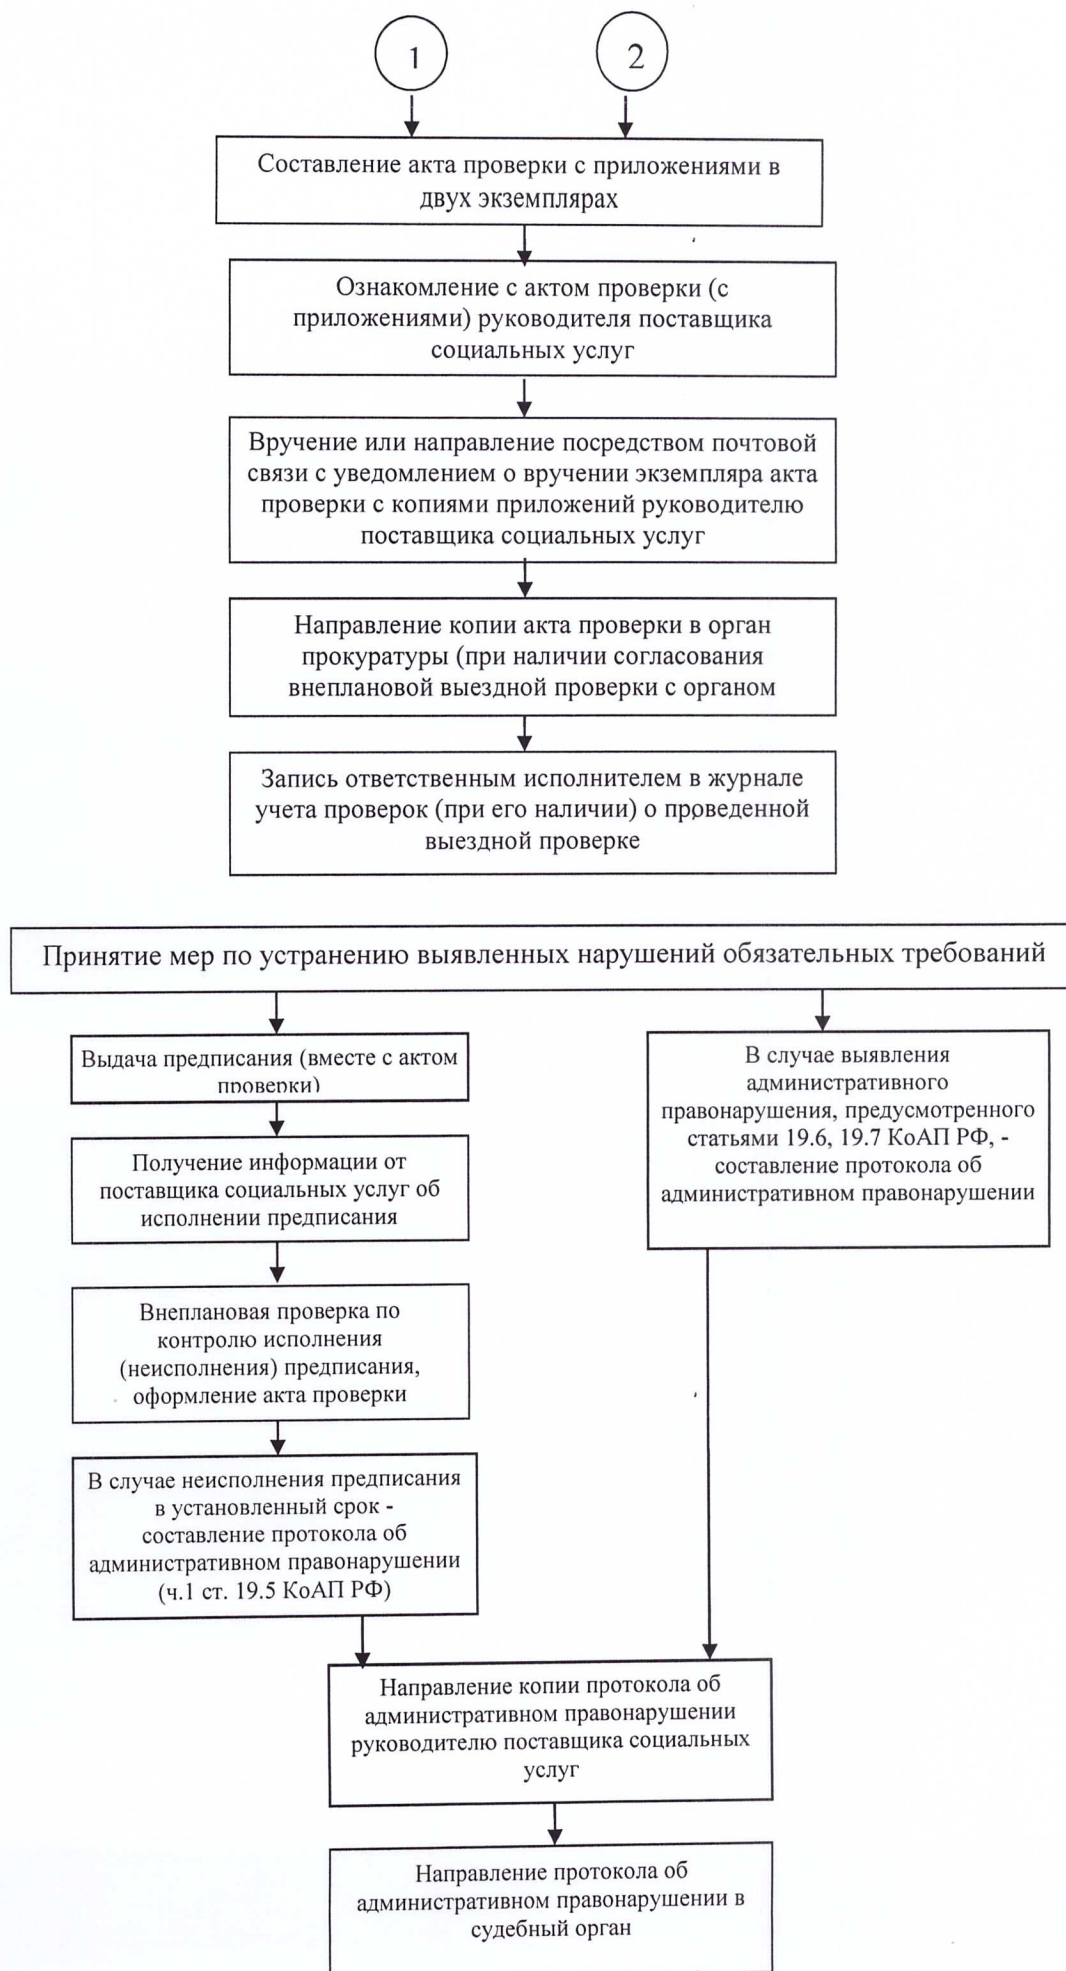 1
2
Составление акта проверки с приложениями в
двух экземплярах
Ознакомление с актом проверки (с
приложениями) руководителя поставщика
социальных услуг
Вручение или направление посредством почтовой
связи с уведомлением о вручении экземпляра акта
проверки с копиями приложений руководителю
поставщика социальных услуг
Направление копии акта проверки в орган
прокуратуры (при наличии согласования
внеплановой выездной проверки с органом
Запись ответственным исполнителем в журнале
учета проверок (при его наличии) о проведенной
выездной проверке
Принятие мер по устранению выявленных нарушений обязательных требований
Выдача предписания (вместе с актом
проверки)
Получение информации от
поставщика социальных услуг об
исполнении предписания
Внеплановая проверка по
контролю исполнения
(неисполнения) предписания,
оформление акта проверки
В случае неисполнения предписания
в установленный срок -
составление протокола об
административном правонарушении
(ч.1 ст. 19.5 КоАП РФ)
В случае выявления
административного
правонарушения, предусмотренного
статьями 19.6, 19.7 КоАП РФ, -
составление протокола об
административном правонарушении
Направление копии протокола об
административном правонарушении
руководителю поставщика социальных
услуг
Направление протокола об
административном правонарушении в
судебный орган